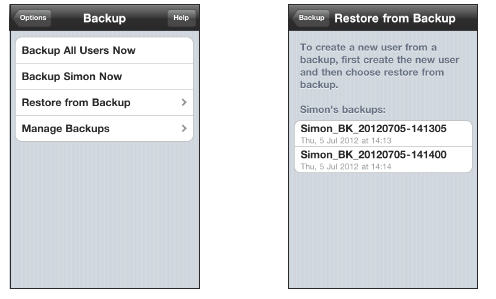 Options Backup Help
Backup All Users Now
Backup Simon Now
Restore from Backup
Manage Backups
Backup Restore from Backup
To create a new user from a
backup, first create the new user
and then choose restore from
backup.
Simon's backups:
Simon_BK_20120705-141305
Thu, 5 Jul 2012 at 14:13
Simon_BK_20120705-141400
Thu, 5 Jul 2012 at 14:14